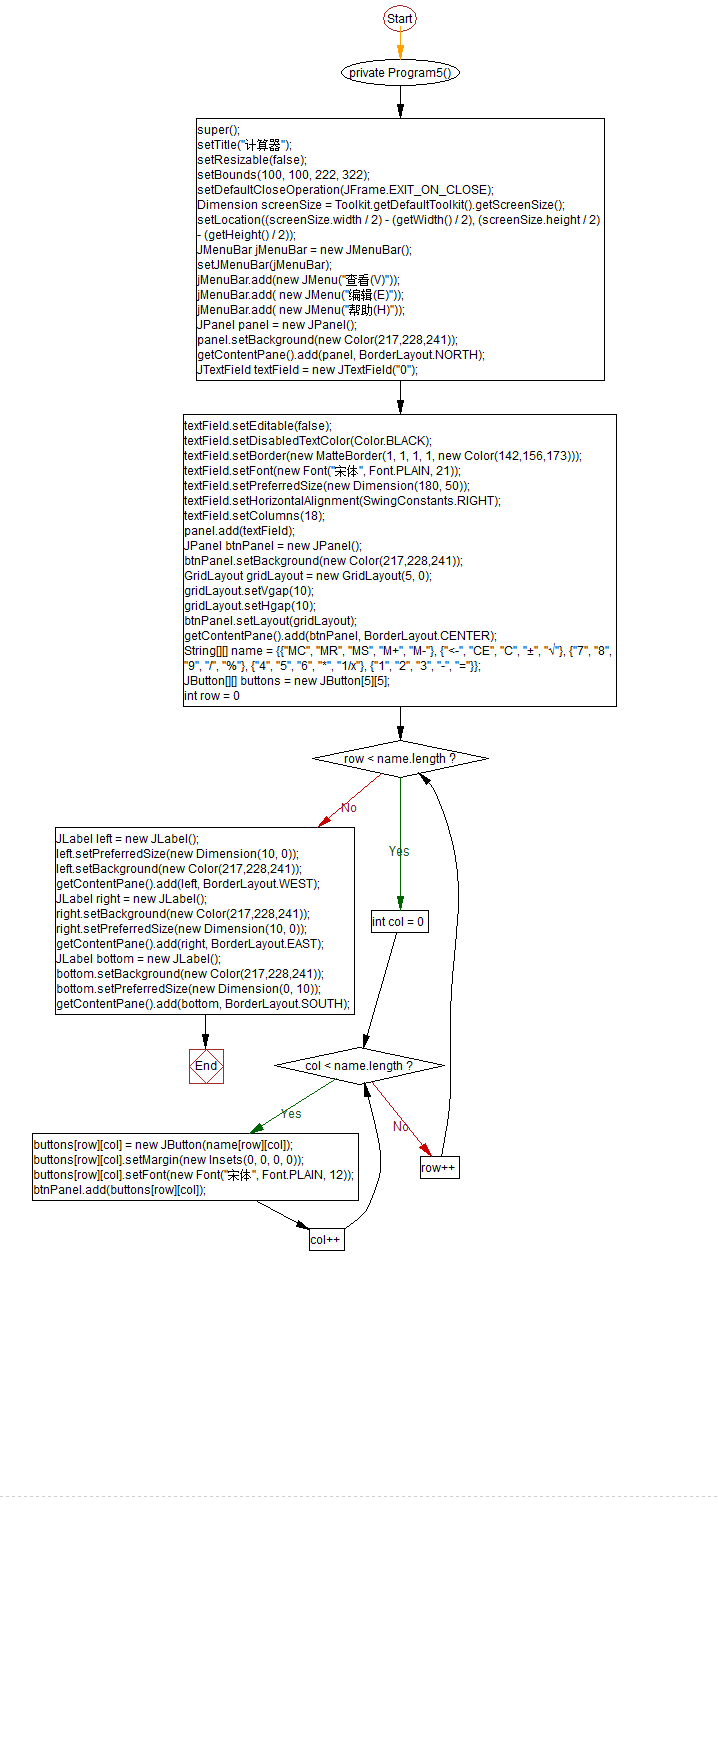 Start
private Program5()
super();
setTitle("计算器");
setResizable(false);
setBounds(100, 100, 222, 322);
setDefaultCloseOperation(JFrame.EXIT_ON_CLOSE);
Dimension screenSize = Toolkit.getDefaultToolkit().getScreenSize();
setLocation((screenSize.width / 2) - (getWidth() / 2), (screenSize.height / 2)
- (getHeight() / 2));
JMenuBar jMenuBar = new JMenuBar();
setJMenuBar(jMenuBar);
jMenuBar.add(new JMenu("查看(V)"));
jMenuBar.add( new JMenu("编辑(E)"));
jMenuBar.add( new JMenu("帮助(H)"));
JPanel panel = new JPanel();
panel.setBackground(new Color(217,228,241));
getContentPane().add(panel, BorderLayout.NORTH);
JTextField textField = new JTextField("0");
textField.setEditable(false);
textField.setDisabledTextColor(Color.BLACK);
textField.setBorder(new MatteBorder(1, 1, 1, 1, new Color(142,156,173)));
textField.setFont(new Font("宋体", Font.PLAIN, 21));
textField.setPreferredSize(new Dimension(180, 50));
textField.setHorizontalAlignment(SwingConstants.RIGHT);
textField.setColumns(18);
panel.add(textField);
JPanel btnPanel = new JPanel();
btnPanel.setBackground(new Color(217,228,241));
GridLayout gridLayout = new GridLayout(5, 0);
gridLayout.setVgap(10);
gridLayout.setHgap(10);
btnPanel.setLayout(gridLayout);
getContentPane().add(btnPanel, BorderLayout.CENTER);
String[][] name = {{"MC", "MR", "MS", "M+", "M-"}, {"<-", "CE", "C", "±", "√"}, {"7", "8",
"9", "/", "%"}, {"4", "5", "6", "*", "1/x"}, {"1", "2", "3", "-", "="}};
JButton[][] buttons = new JButton[5][5];
int row = 0
row < name.length ?
No
Yes
JLabel left = new JLabel();
left.setPreferredSize(new Dimension(10, 0));
left.setBackground(new Color(217,228,241));
getContentPane().add(left, BorderLayout.WEST);
JLabel right = new JLabel();
right.setBackground(new Color(217,228,241));
right.setPreferredSize(new Dimension(10, 0));
getContentPane().add(right, BorderLayout.EAST);
JLabel bottom = new JLabel();
bottom.setBackground(new Color(217,228,241));
bottom.setPreferredSize(new Dimension(0, 10));
getContentPane().add(bottom, BorderLayout.SOUTH);
int col = 0
End
col < name.length ?
Yes
No
buttons[row][col] = new JButton(name[row][col]);
buttons[row][col].setMargin(new Insets(0, 0, 0, 0));
buttons[row][col].setFont(new Font("宋体", Font.PLAIN, 12));
btnPanel.add(buttons[row][col]);
row++
col++